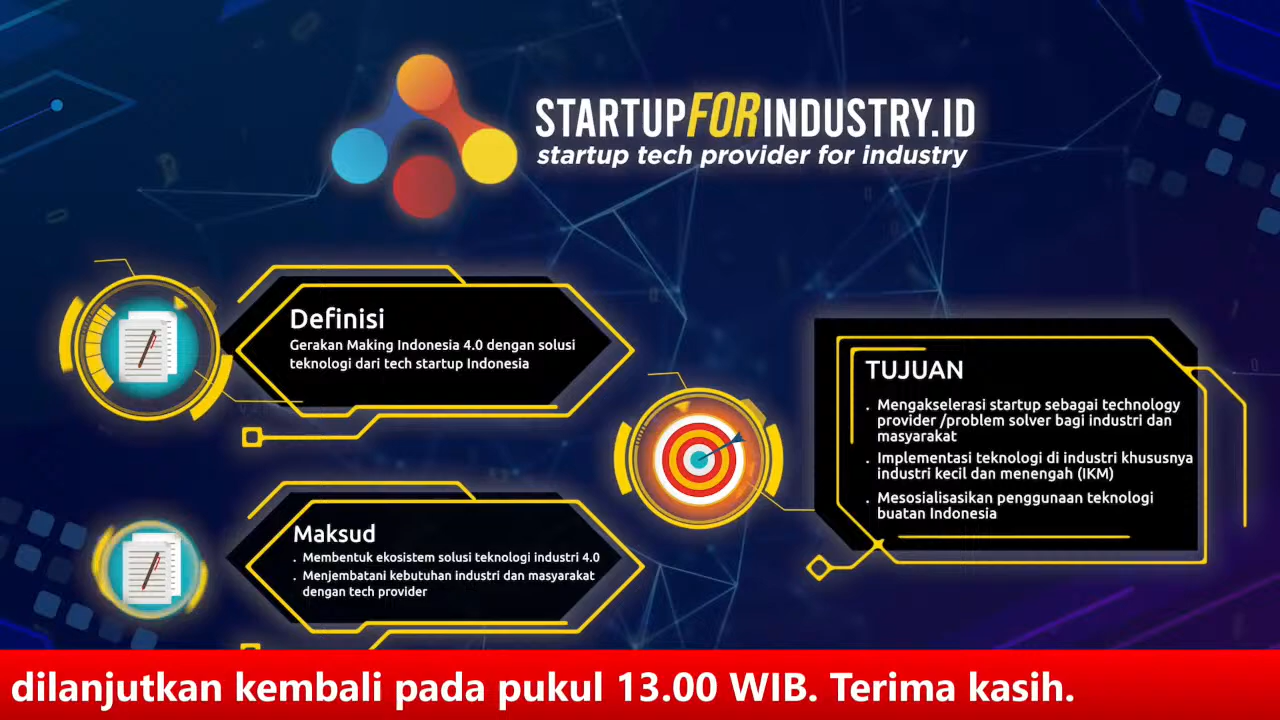 STARTUPFORINDUSTRY.ID
startup tech provider for industry
Definisi
Gerakan Making Indonesia 4.0 dengan solusi
teknologi dari tech startup Indonesia
Maksud
. Membentuk ekosistem solusi teknologi industri 4.0
. Menjembatani kebutuhan industri dan masyarakat
dengan tech provider
TUJUAN
. Mengakselerasi startup sebagai technology
provider /problem solver bagi industri dan
masyarakat
. Implementasi teknologi di industri khususnya
industri kecil dan menengah (IKM)
. Mesosialisasikan penggunaan teknologi
buatan Indonesia
dilanjutkan kembali pada pukul 13.00 WIB. Terima kasih.